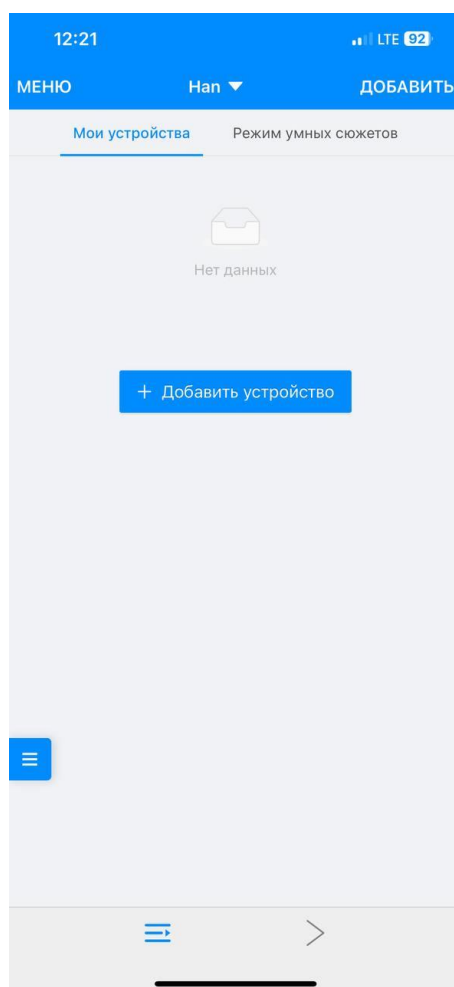 12:21 LTE 92
МЕНЮ Han ДОБАВИТЬ
Мои устройства Режим умных сюжетов
Нет данных
+ Добавить устройство